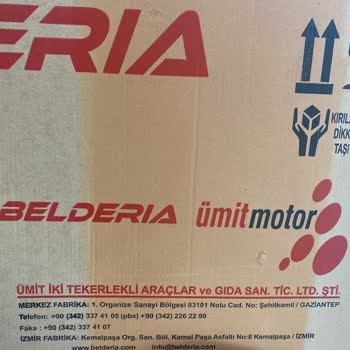 ERIA
KIRIL
DİKK
TAŞI
BELDERIA ümitmotor
ÜMİT İKİ TEKERLEKLİ ARAÇLAR ve GIDA SAN. TİC. LTD. ŞTİ.
MERKEZ FABRİKA: 1. Organize Sanayi Bölgesi 83101 Nolu Cad. No: Şehitkamil / GAZİANTEP
Telefon: +90 (342) 337 41 05 (pbx) +90 (342) 226 22 99
Faks : +90 (342) 337 41 07
İZMİR FABRİKA: Kemalpaşa Org. San. Böl. Kemal Paşa Asfaltı No:8 Kemalpaşa / İZMİR
www.belderia.com info@belderia.com